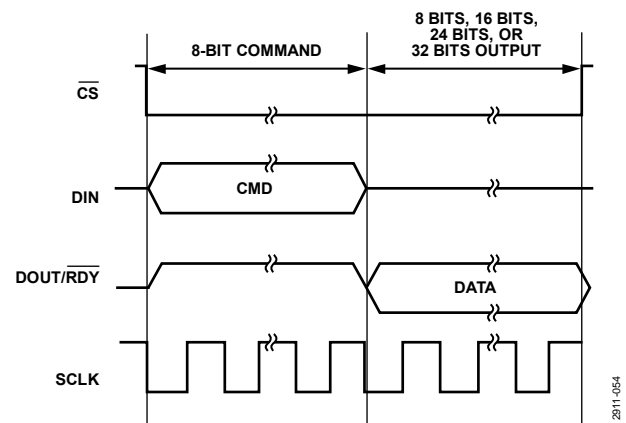 8 BITS, 16 BITS,
24 BITS, OR
32 BITS OUTPUT
8-BIT COMMAND
CS
DIN
CMD
DOUT/RDY
DATA
SCLK
2911-054